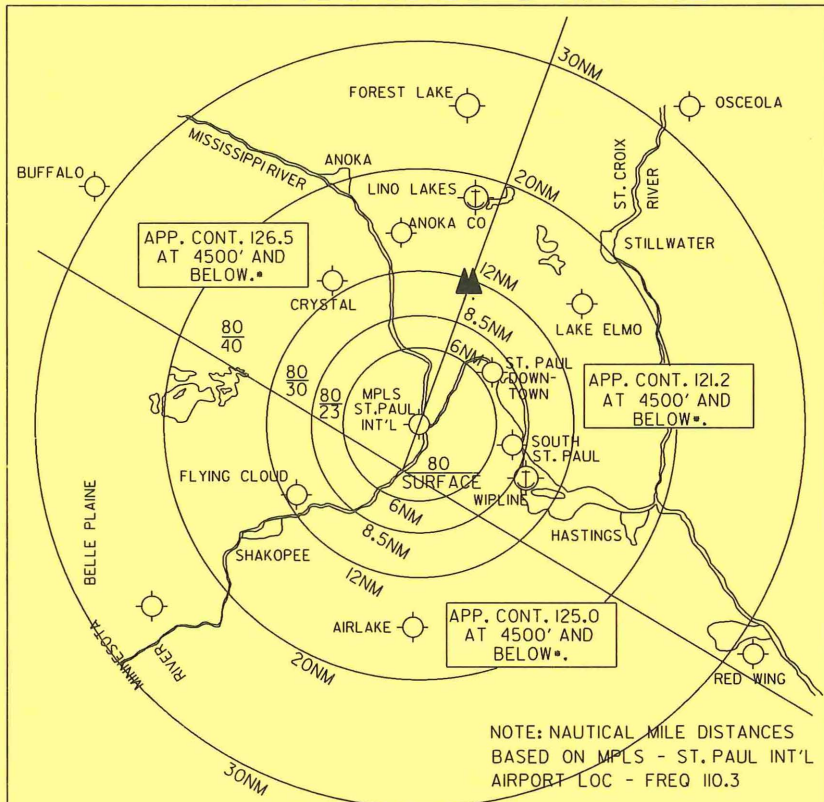 30NM
FOREST LAKE
OSCEOLA
MISSISSIPPI RIVER
ANOKA
ST. CROIX
RIVER
BUFFALO
LINO LAKES
20NM
ANOKA CO
STILLWATER
APP. CONT. 126.5
AT 4500' AND
BELOW*.
12NM
CRYSTAL
8.5NM
LAKE ELMO
80
40
6NM
80
30
ST. PAUL
DOWN-
TOWN
80
23
MPLS
ST.PAUL
INT'L
APP. CONT. 121.2
AT 4500' AND
BELOW*.
SOUTH
ST. PAUL
80
SURFACE
FLYING CLOUD
WIPLINE
6NM
HASTINGS
8.5NM
SHAKOPEE
BELLE PLAINE
12NM
AIRLAKE
APP. CONT. 125.0
AT 4500' AND
BELOW*.
MINNESOTA
RIVER
20NM
RED WING
30NM
NOTE: NAUTICAL MILE DISTANCES
BASED ON MPLS - ST. PAUL INT'L
AIRPORT LOC - FREQ 110.3